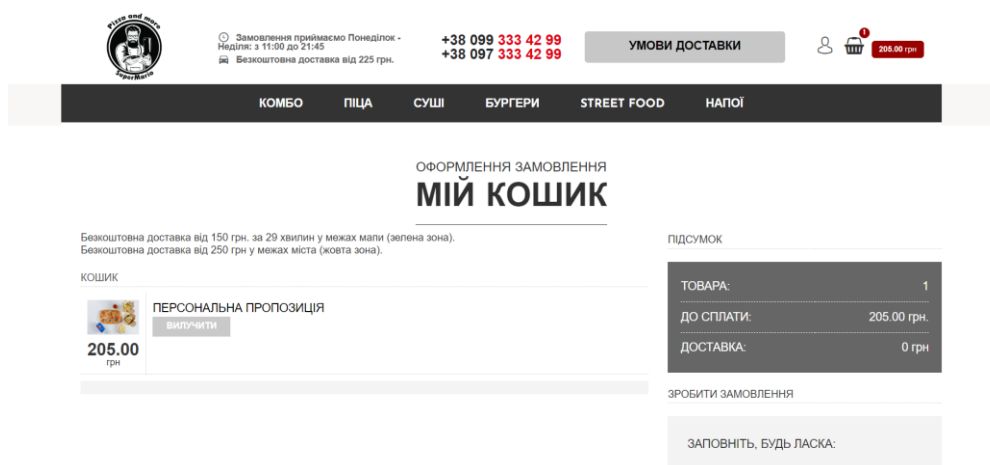 Pizza and more
SuperMario
Замовлення приймаємо Понеділок -
Неділя: з 11:00 до 21:45
Безкоштовна доставка від 225 грн.
+38 099 333 42 99
+38 097 333 42 99
УМОВИ ДОСТАВКИ
1
205.00 грн
КОМБО ПІЦА СУШІ БУРГЕРИ STREET FOOD НАПОЇ
ОФОРМЛЕННЯ ЗАМОВЛЕННЯ
МІЙ КОШИК
Безкоштовна доставка від 150 грн. за 29 хвилин у межах мапи (зелена зона).
Безкоштовна доставка від 250 грн у межах міста (жовта зона).
КОШИК
ПЕРСОНАЛЬНА ПРОПОЗИЦІЯ
ВИЛУЧИТИ
205.00
грн
ПІДСУМОК
ТОВАРА: 1
ДО СПЛАТИ: 205.00 грн.
ДОСТАВКА: 0 грн
ЗРОБИТИ ЗАМОВЛЕННЯ
ЗАПОВНІТЬ, БУДЬ ЛАСКА: